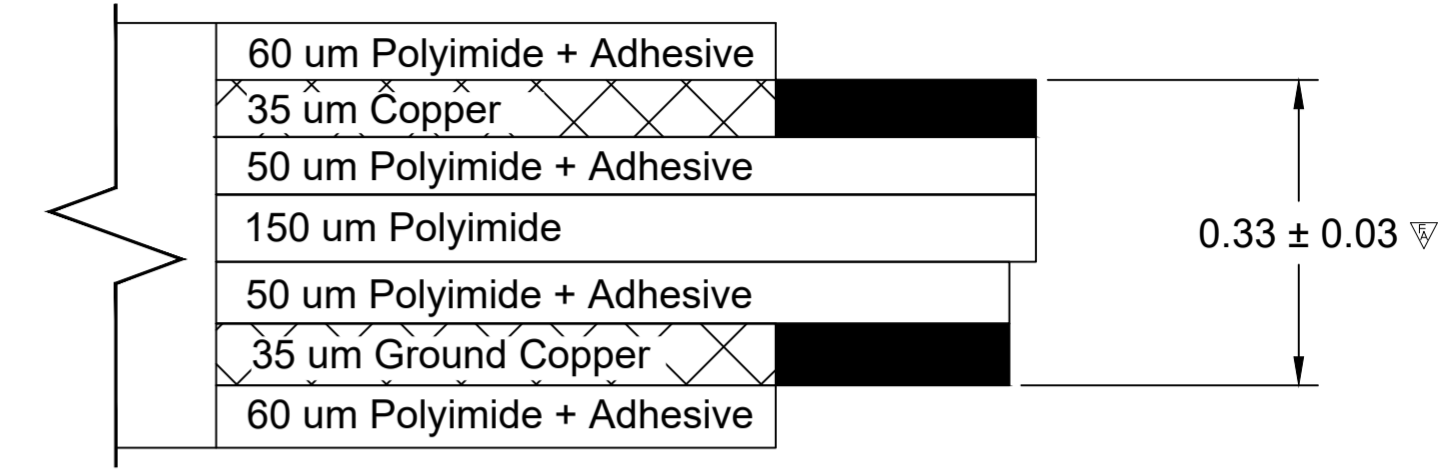 60 um Polyimide + Adhesive
35 um Copper
50 um Polyimide + Adhesive
150 um Polyimide
0.33 ± 0.03 FA
50 um Polyimide + Adhesive
35 um Ground Copper
60 um Polyimide + Adhesive